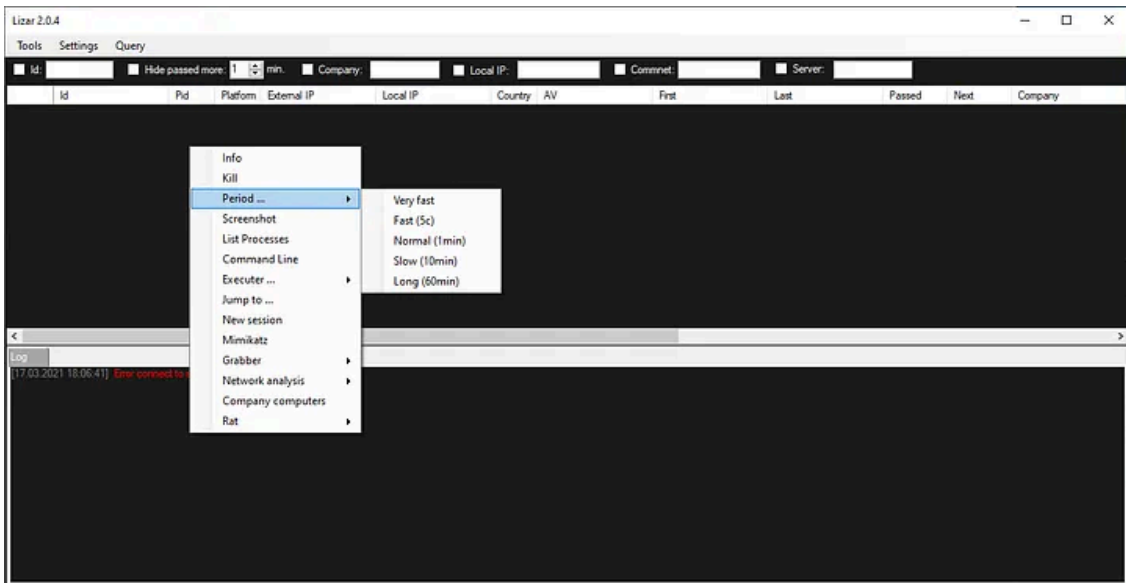 Lizar 2.0.4
Tools Settings Query
Id: Hide passed more: 1 min. Company: Local IP: Commnet: Server:
Id Pid Platform External IP Local IP Country AV First Last Passed Next Company
Info
Kill
Period ...
Very fast
Screenshot
Fast (5c)
List Processes
Normal (1min)
Command Line
Slow (10min)
Executer ...
Long (60min)
Jump to ...
New session
Mimikatz
Log
Grabber
[17.03.2021 18:06:41] Error connect to
Network analysis
Company computers
Rat